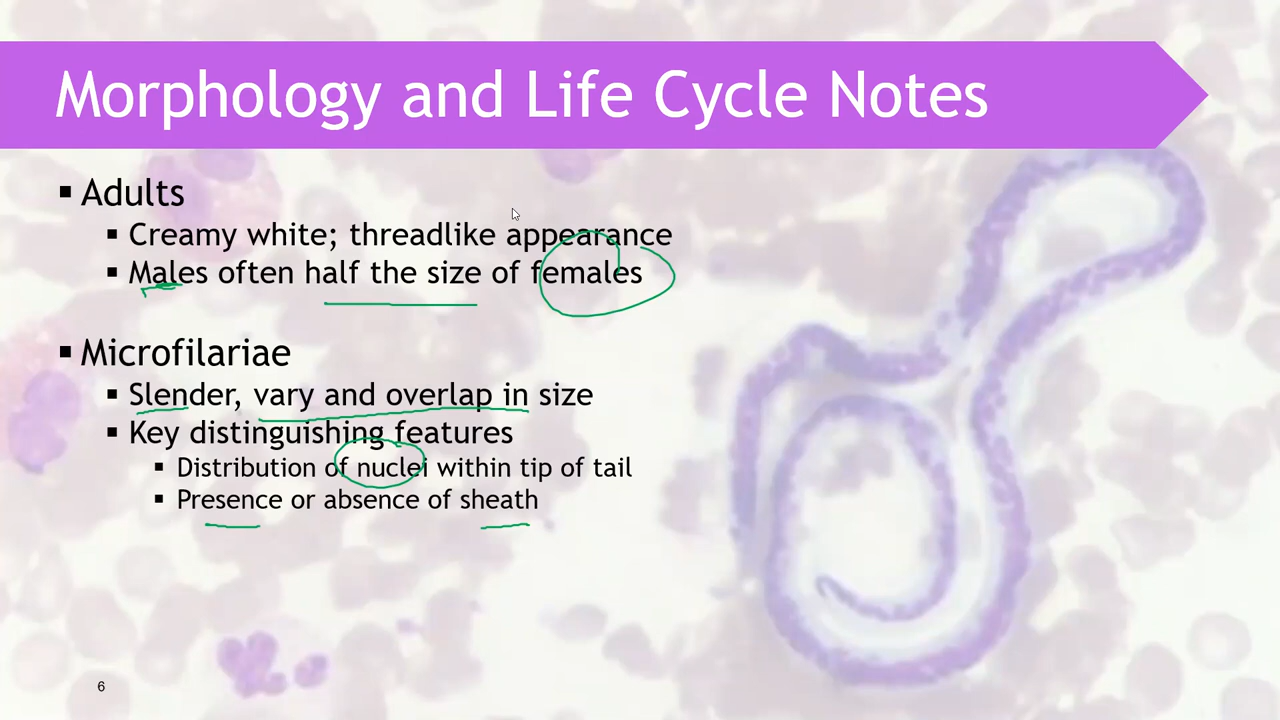 Morphology and Life Cycle Notes
▪ Adults
▪ Creamy white; threadlike appearance
▪ Males often half the size of females
▪ Microfilariae
▪ Slender, vary and overlap in size
▪ Key distinguishing features
▪ Distribution of nuclei within tip of tail
▪ Presence or absence of sheath
6